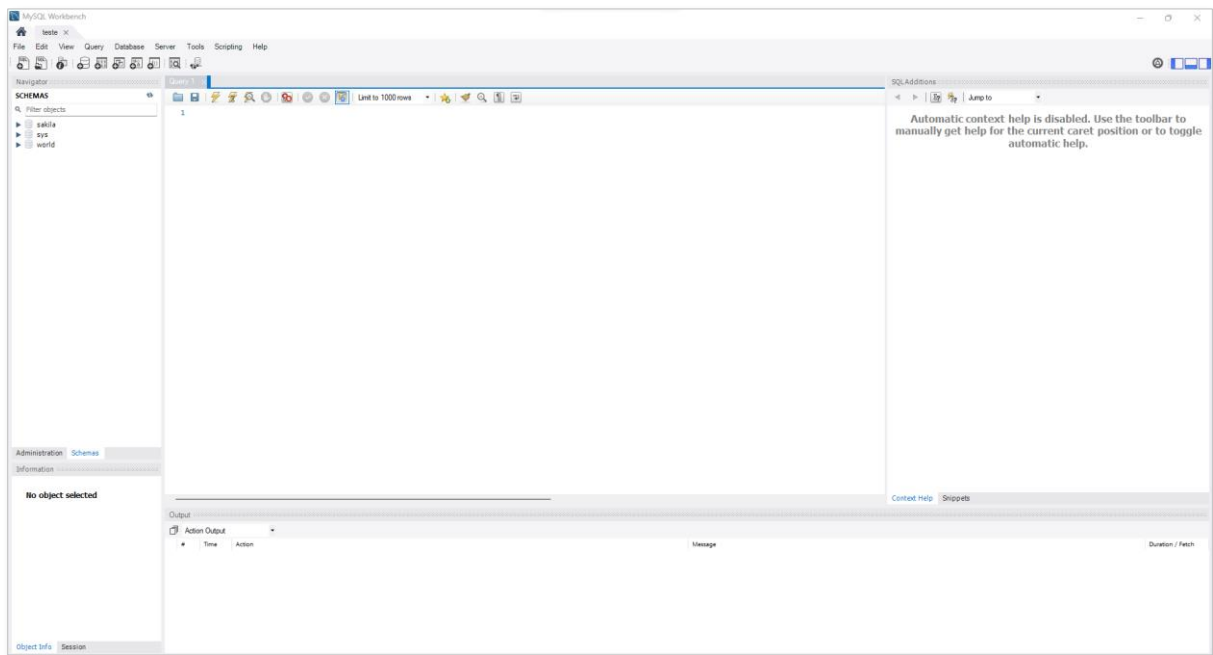 MySQL Workbench
teste ×
File Edit View Query Database Server Tools Scripting Help
Navigator
SCHEMAS
Filter objects
sakila
sys
world
Administration Schemas
Information
No object selected
Object Info Session
Query 1
Limit to 1000 rows
1
Output
Action Output
# Time Action Message Duration / Fetch
SQLAdditions
Jump to
Automatic context help is disabled. Use the toolbar to
manually get help for the current caret position or to toggle
automatic help.
Context Help Snippets